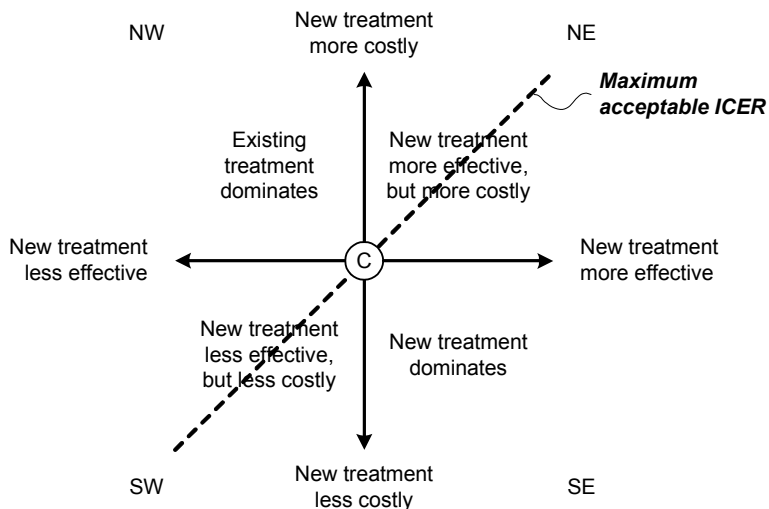 NW
New treatment
more costly
NE
Maximum
acceptable ICER
Existing
treatment
dominates
New treatment
more effective,
but more costly
New treatment
less effective
C
New treatment
more effective
New treatment
less effective,
but less costly
New treatment
dominates
SW
New treatment
less costly
SE